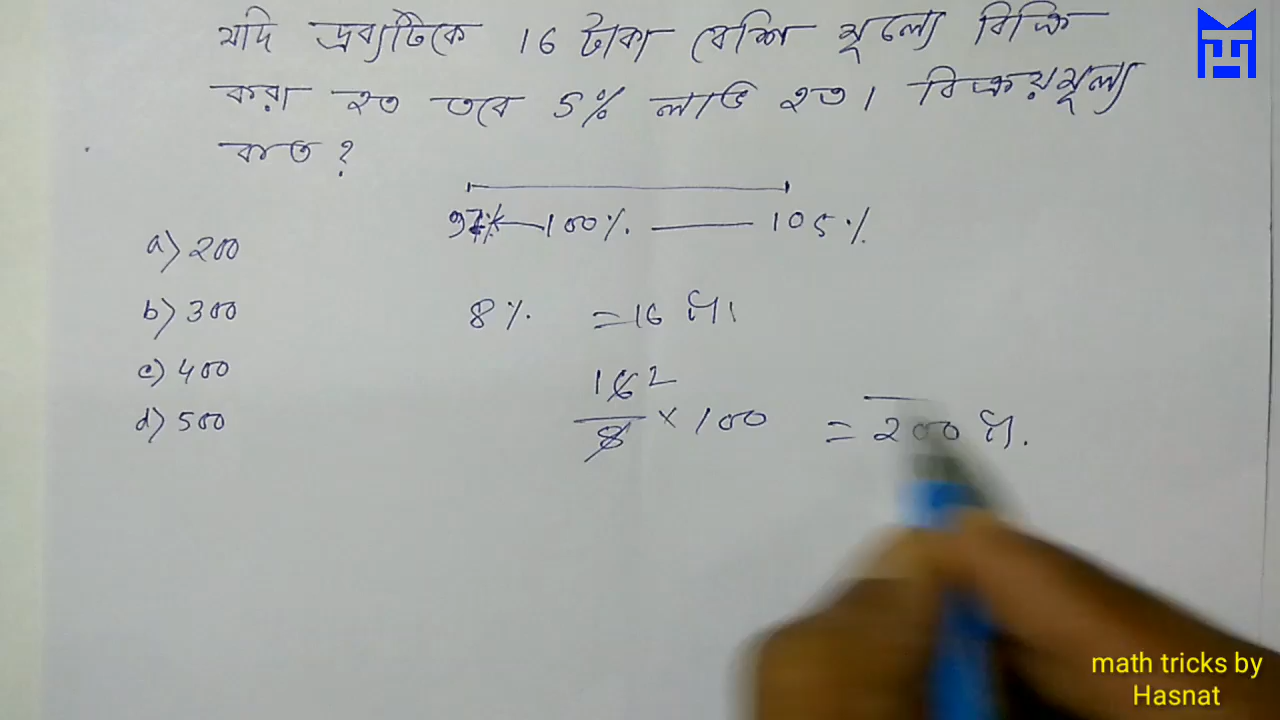 যদি দ্রব্যটিকে 16 টাকা বেশি মূল্যে বিক্রি
করা হত তবে 5% লাভ হত। বিক্রয়মূল্য
কত?
97% — 100% — 105%
a) 200
b) 300
c) 400
d) 500
8% = 16 টা
16 2
8 × 100 = 200 টা.
math tricks by
Hasnat